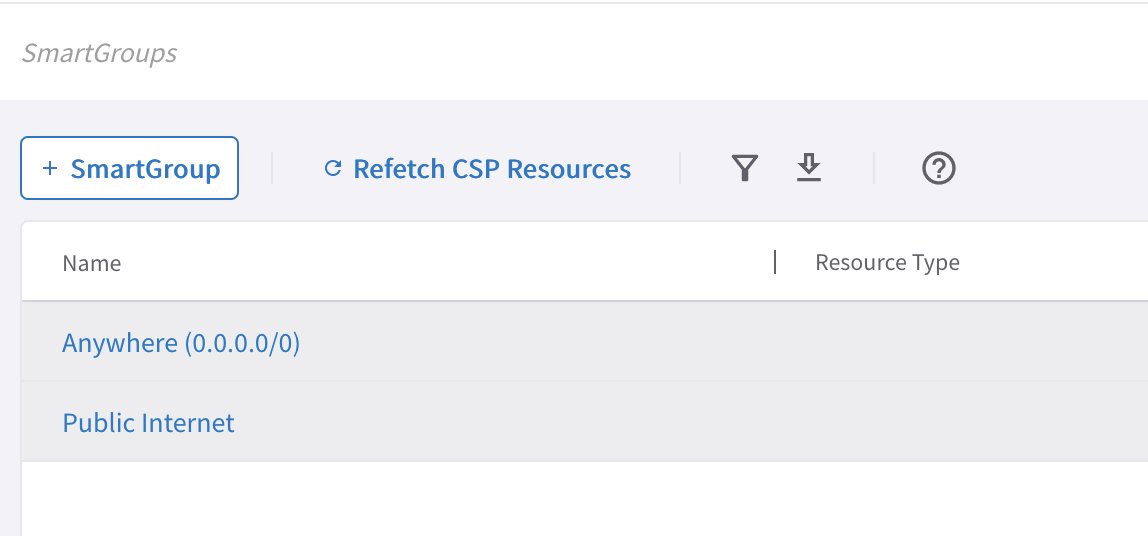 SmartGroups
+ SmartGroup Refetch CSP Resources
Name Resource Type
Anywhere (0.0.0.0/0)
Public Internet